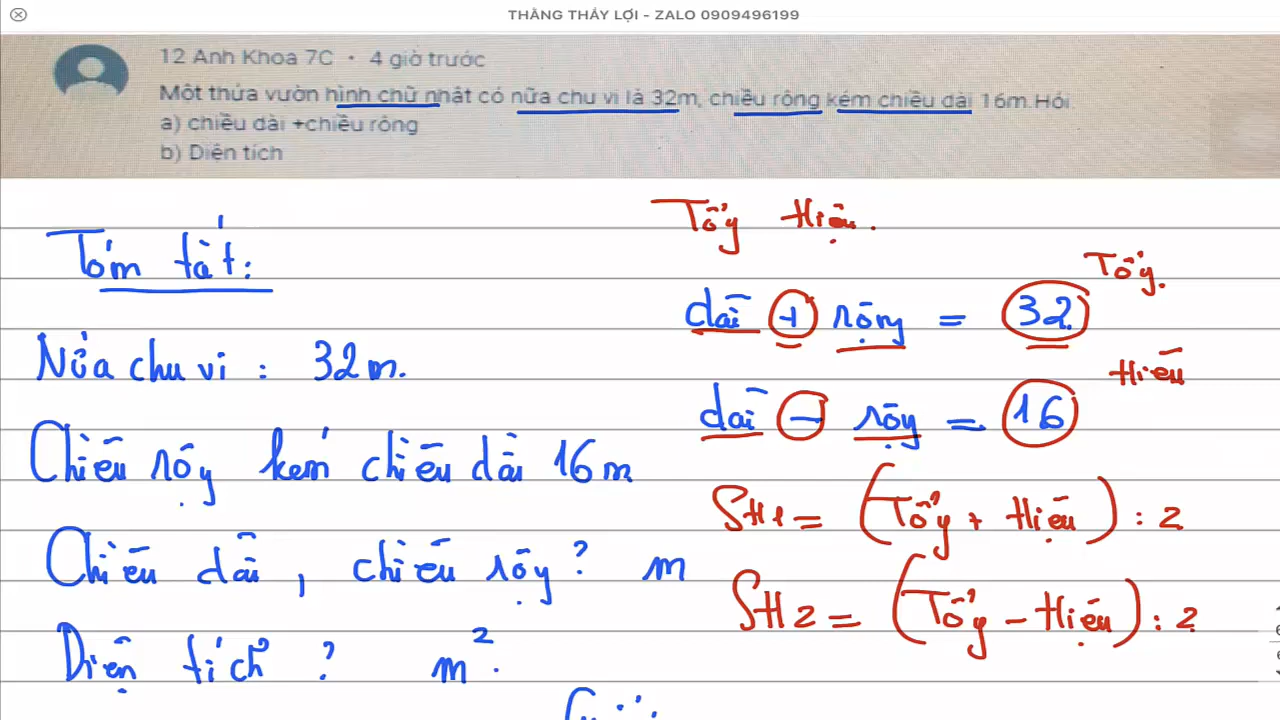 THẰNG THẦY LỢI - ZALO 0909496199
12 Anh Khoa 7C • 4 giờ trước
Một thửa vườn hình chữ nhật có nữa chu vi là 32m, chiều rộng kém chiều dài 16m.Hỏi
a) chiều dài +chiều rộng
b) Diện tích
Tóm tắt:
Nửa chu vi : 32m.
Chiều rộng kém chiều dài 16 m
Chiều dài, chiều rộng? m
Diện tích ? m².
Tổng Hiệu.
dài + rộng = 32
Tổng.
dài - rộng = 16
Hiệu
SH1 = (Tổng + Hiệu) : 2
SH2 = (Tổng - Hiệu) : 2